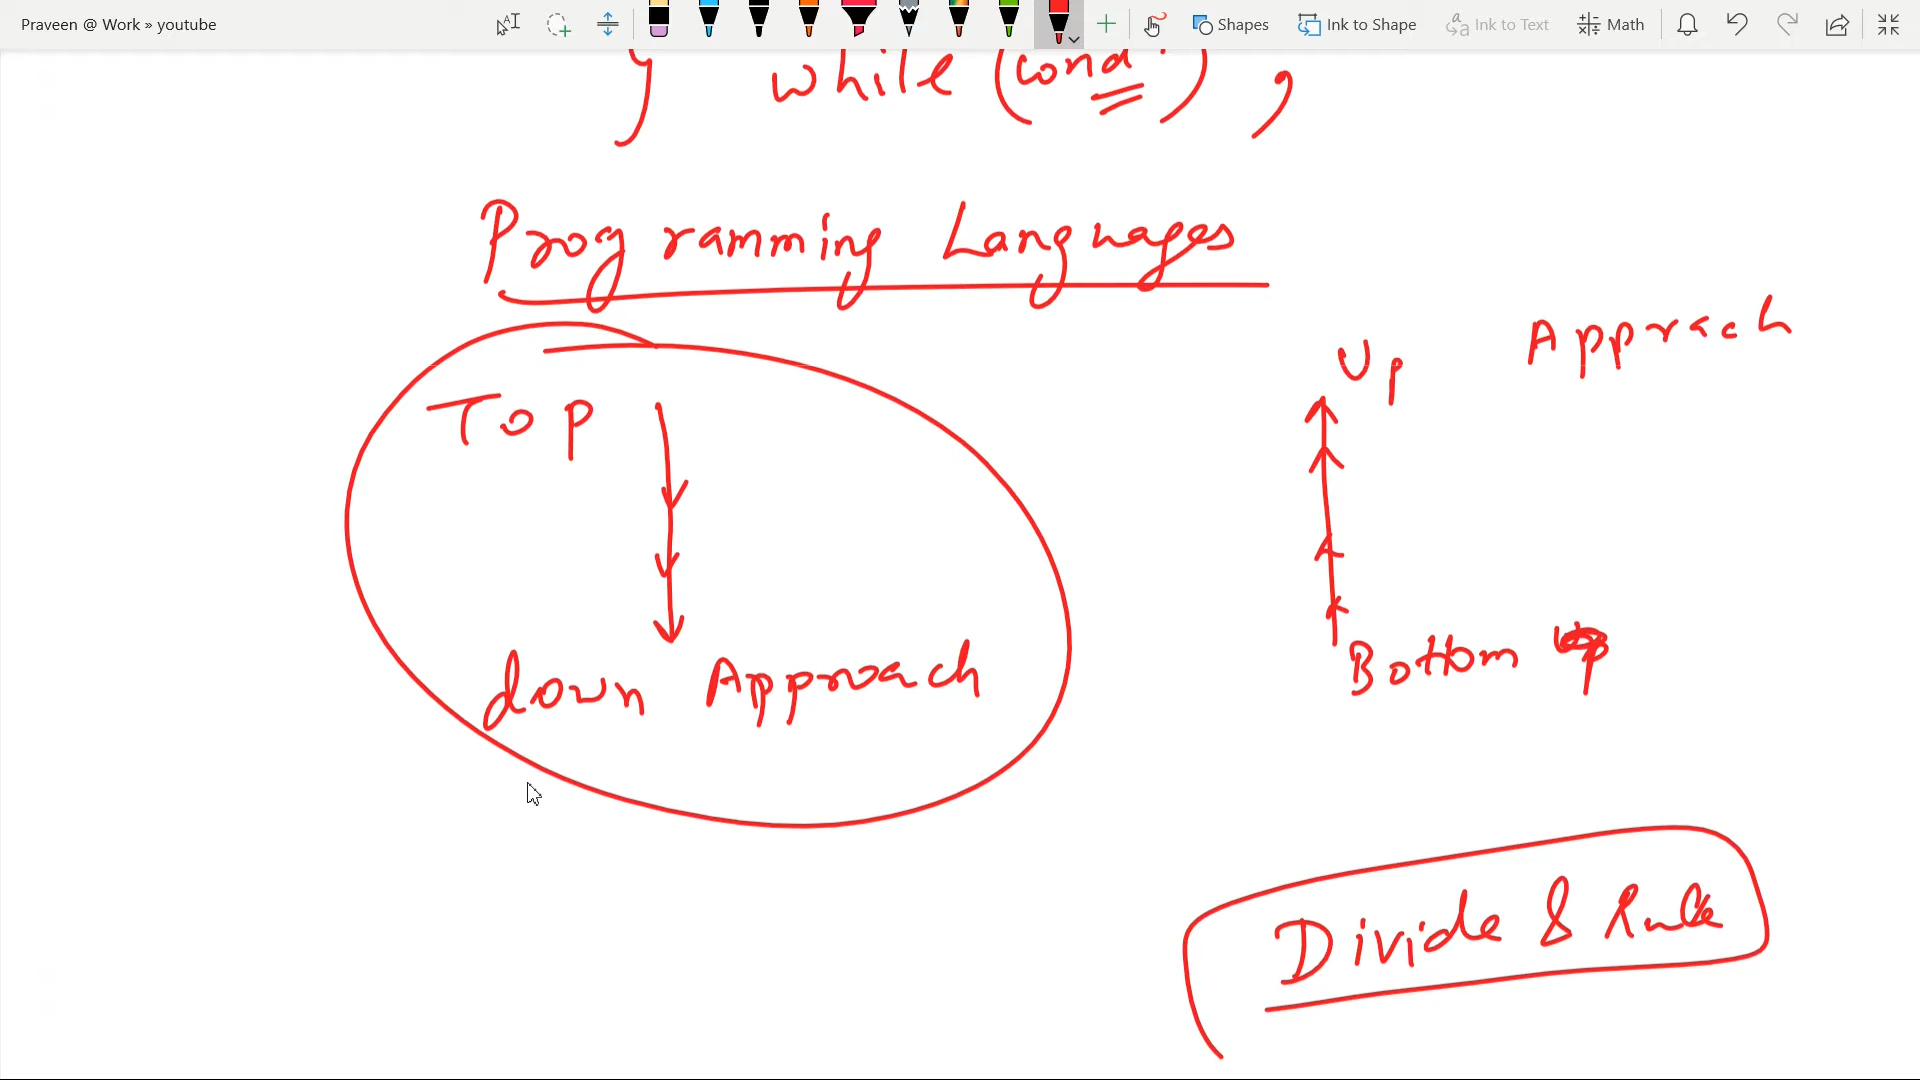 Praveen @ Work » youtube
Shapes Ink to Shape Ink to Text Math
} while (cond);
Programming Languages
Top
down Approach
Up Apprach
Bottom
Divide & Rule